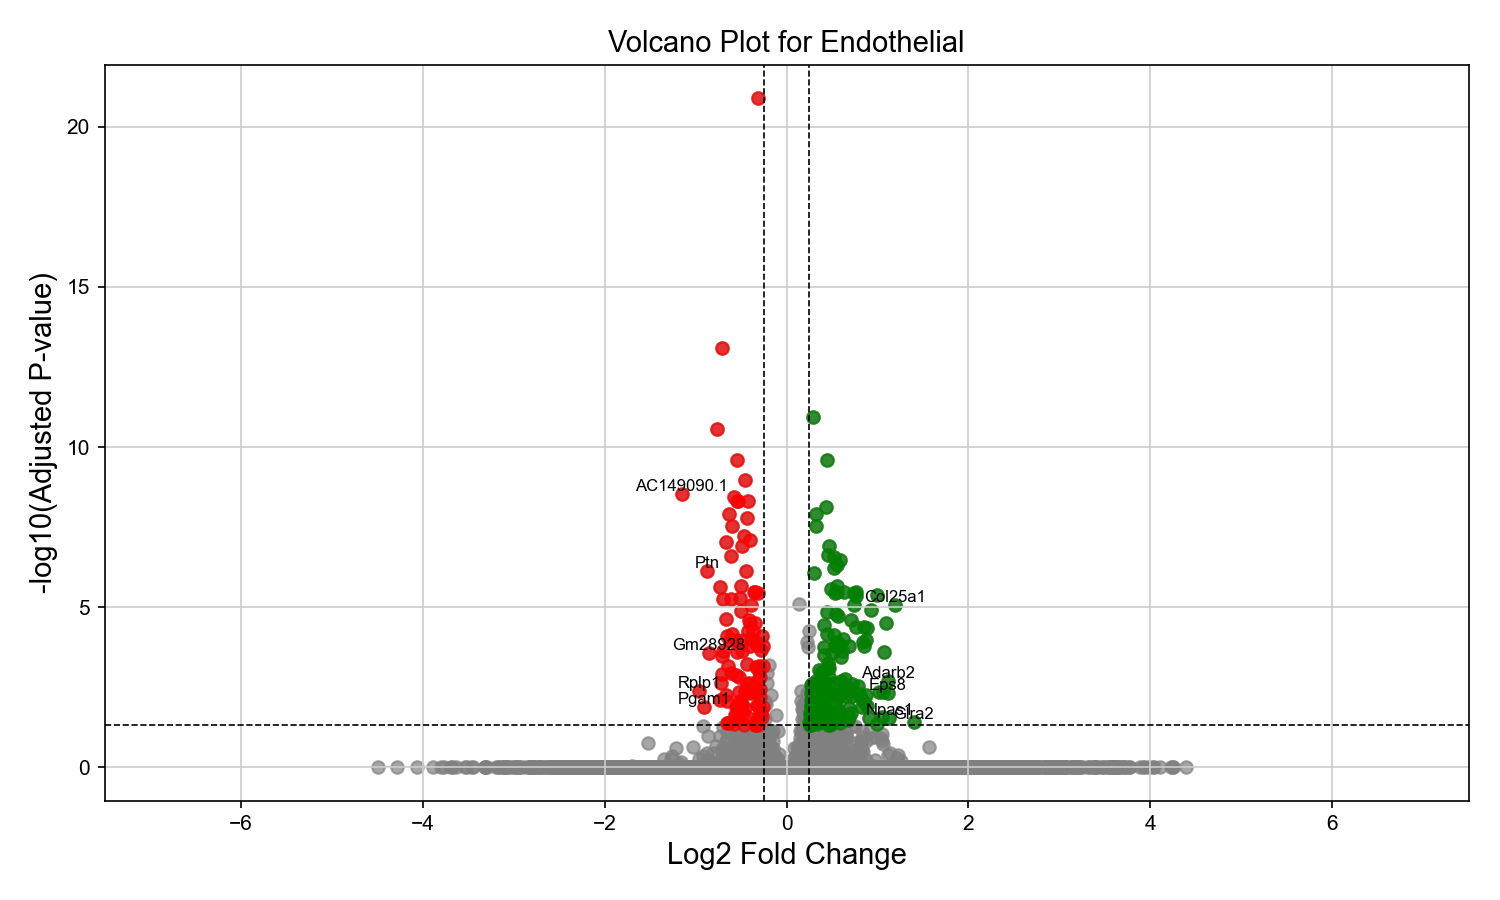 Volcano Plot for Endothelial
-log10(Adjusted P-value)
20
15
10
5
0
AC149090.1
Ptn
Col25a1
Gm28928
Adarb2
Rplp1
Eps8
Pgam1
Npas1
Glra2
−6
−4
−2
0
2
4
6
Log2 Fold Change